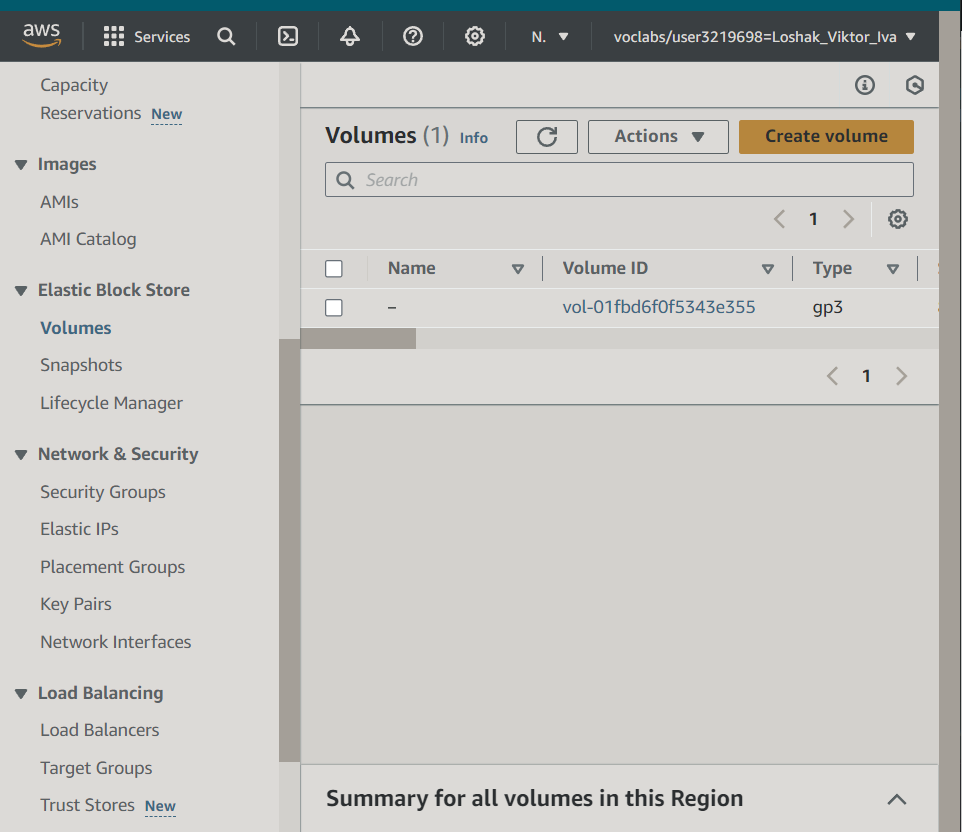 aws
Services
N.
voclabs/user3219698=Loshak_Viktor_Iva
Capacity
Reservations New
Images
AMIs
AMI Catalog
Elastic Block Store
Volumes
Snapshots
Lifecycle Manager
Network & Security
Security Groups
Elastic IPs
Placement Groups
Key Pairs
Network Interfaces
Load Balancing
Load Balancers
Target Groups
Trust Stores New
Volumes (1) Info
Actions
Create volume
Search
1
Name Volume ID Type
– vol-01fbd6f0f5343e355 gp3
1
Summary for all volumes in this Region